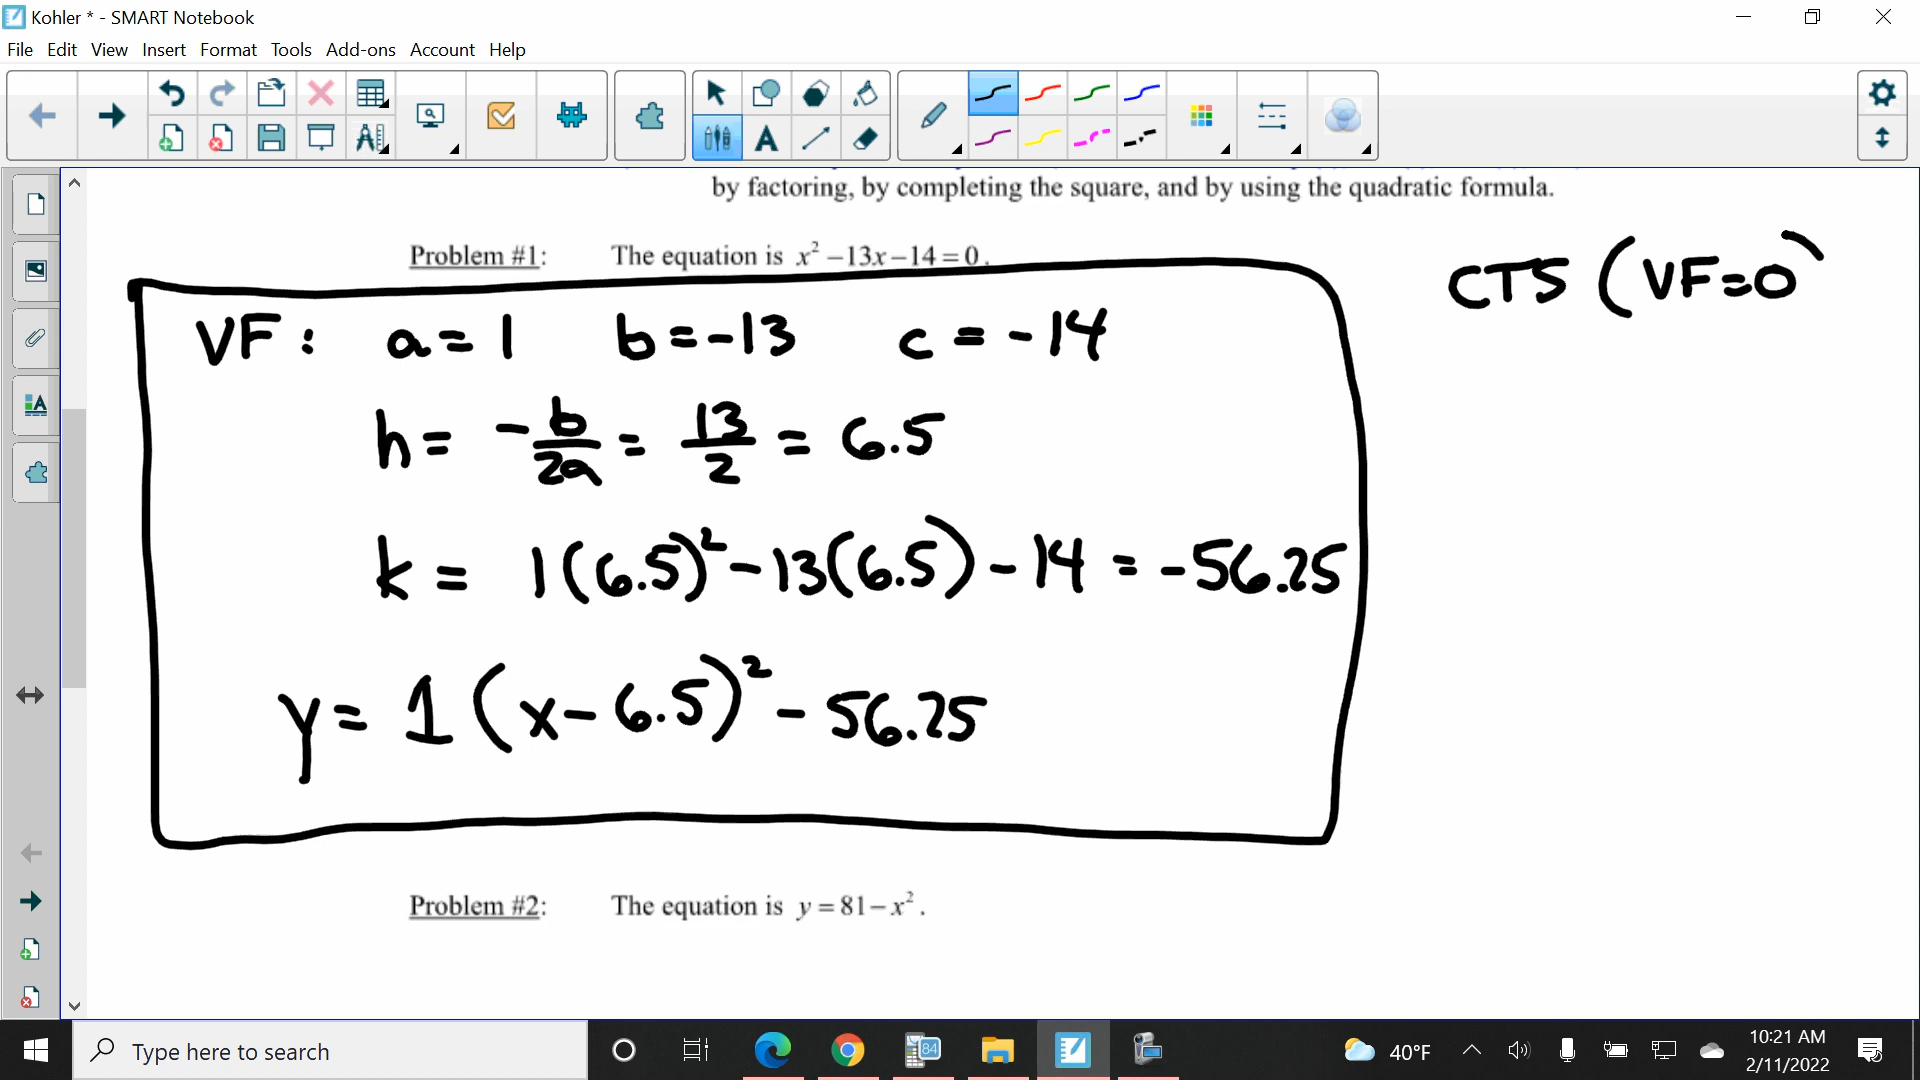 Kohler * - SMART Notebook
File Edit View Insert Format Tools Add-ons Account Help
by factoring, by completing the square, and by using the quadratic formula.
Problem #1: The equation is x² − 13x − 14 = 0.
CTS (VF=0)
VF: a = 1 b = -13 c = -14
h = -b/2a = 13/2 = 6.5
k = 1(6.5)² - 13(6.5) - 14 = -56.25
y = 1(x - 6.5)² - 56.25
Problem #2: The equation is y = 81 − x².
Type here to search
84
40°F
10:21 AM
2/11/2022